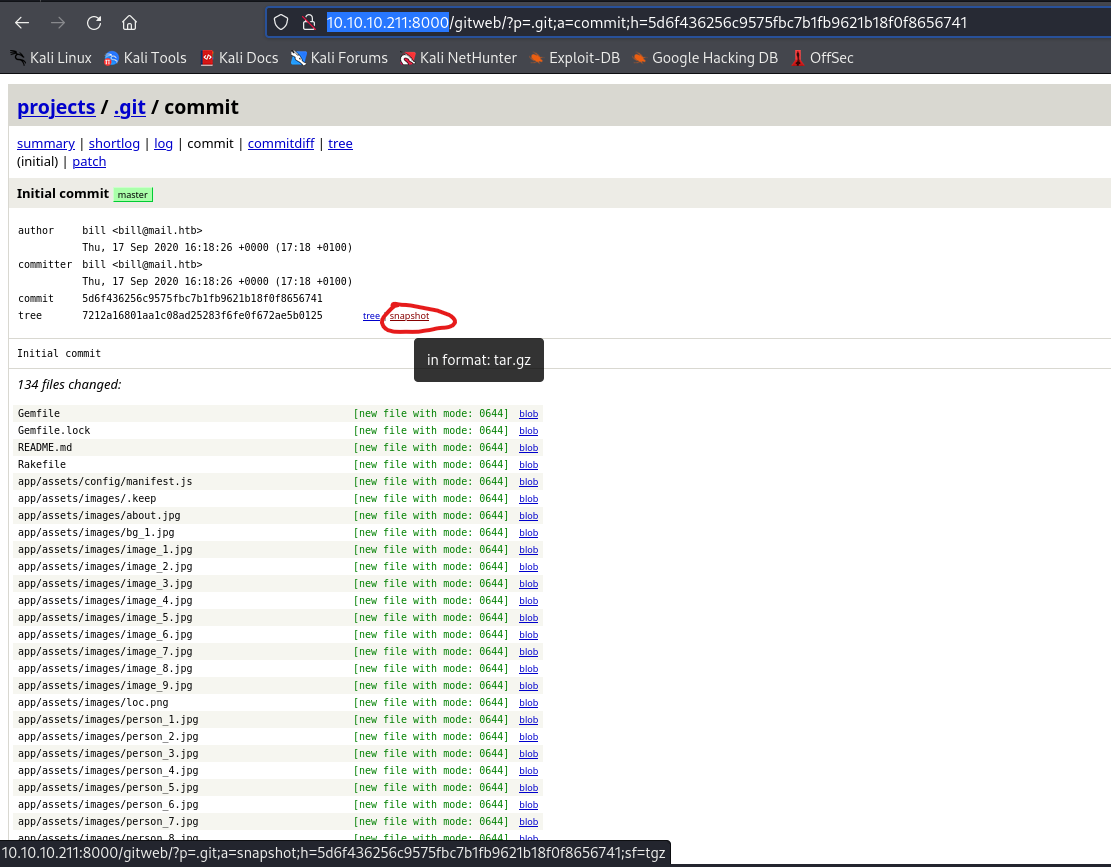 10.10.10.211:8000/gitweb/?p=.git;a=commit;h=5d6f436256c9575fbc7b1fb9621b18f0f8656741
Kali Linux Kali Tools Kali Docs Kali Forums Kali NetHunter Exploit-DB Google Hacking DB OffSec
projects / .git / commit
summary | shortlog | log | commit | commitdiff | tree
(initial) | patch
Initial commit master
author bill <bill@mail.htb>
Thu, 17 Sep 2020 16:18:26 +0000 (17:18 +0100)
committer bill <bill@mail.htb>
Thu, 17 Sep 2020 16:18:26 +0000 (17:18 +0100)
commit 5d6f436256c9575fbc7b1fb9621b18f0f8656741
tree 7212a16801aa1c08ad25283f6fe0f672ae5b0125 tree snapshot
in format: tar.gz
Initial commit
134 files changed:
Gemfile [new file with mode: 0644] blob
Gemfile.lock [new file with mode: 0644] blob
README.md [new file with mode: 0644] blob
Rakefile [new file with mode: 0644] blob
app/assets/config/manifest.js [new file with mode: 0644] blob
app/assets/images/.keep [new file with mode: 0644] blob
app/assets/images/about.jpg [new file with mode: 0644] blob
app/assets/images/bg_1.jpg [new file with mode: 0644] blob
app/assets/images/image_1.jpg [new file with mode: 0644] blob
app/assets/images/image_2.jpg [new file with mode: 0644] blob
app/assets/images/image_3.jpg [new file with mode: 0644] blob
app/assets/images/image_4.jpg [new file with mode: 0644] blob
app/assets/images/image_5.jpg [new file with mode: 0644] blob
app/assets/images/image_6.jpg [new file with mode: 0644] blob
app/assets/images/image_7.jpg [new file with mode: 0644] blob
app/assets/images/image_8.jpg [new file with mode: 0644] blob
app/assets/images/image_9.jpg [new file with mode: 0644] blob
app/assets/images/loc.png [new file with mode: 0644] blob
app/assets/images/person_1.jpg [new file with mode: 0644] blob
app/assets/images/person_2.jpg [new file with mode: 0644] blob
app/assets/images/person_3.jpg [new file with mode: 0644] blob
app/assets/images/person_4.jpg [new file with mode: 0644] blob
app/assets/images/person_5.jpg [new file with mode: 0644] blob
app/assets/images/person_6.jpg [new file with mode: 0644] blob
app/assets/images/person_7.jpg [new file with mode: 0644] blob
app/assets/images/person_8.jpg [new file with mode: 0644] blob
10.10.10.211:8000/gitweb/?p=.git;a=snapshot;h=5d6f436256c9575fbc7b1fb9621b18f0f8656741;sf=tgz